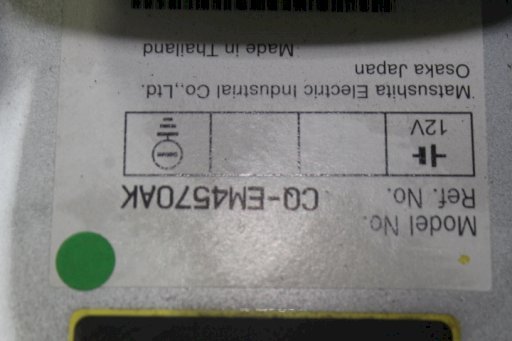 Model No.
Ref. No. CQ-EM4570AK
12V
Matsushita Electric Industrial Co.,Ltd.
Osaka Japan
Made in Thailand